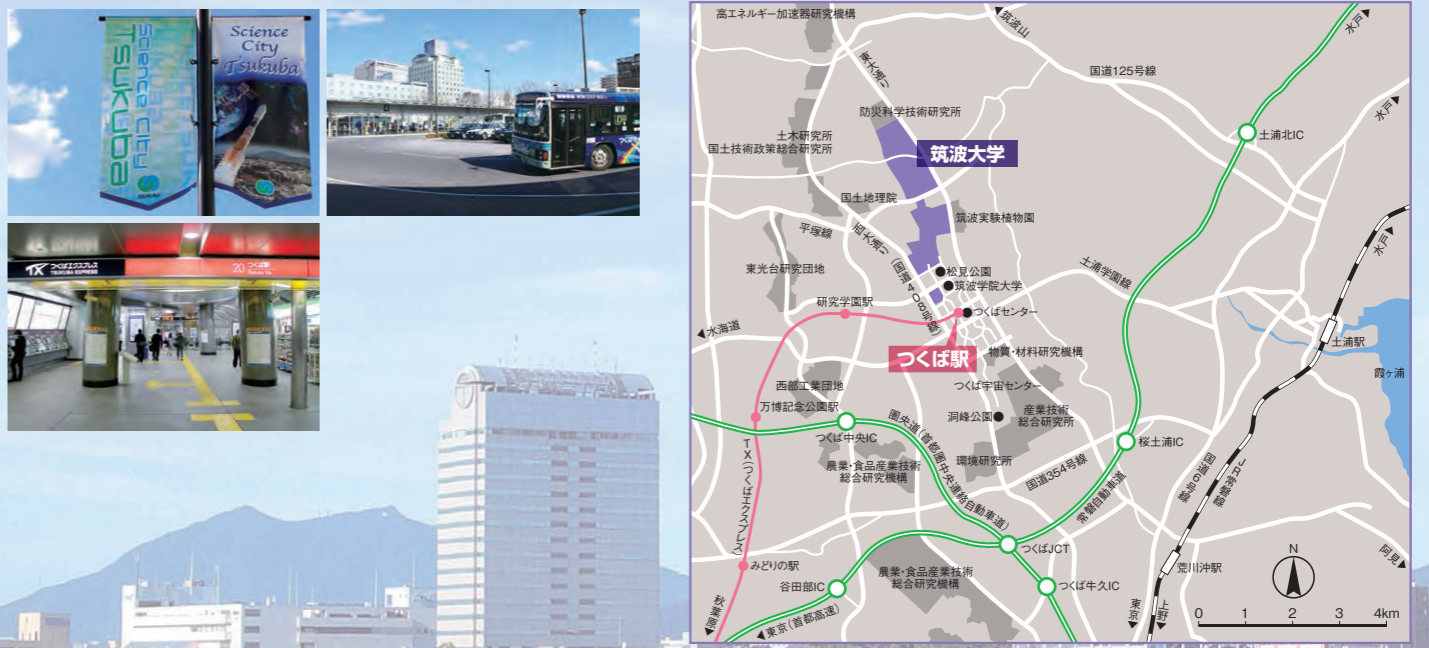 Science City
TSUKUBA
TSUKUBA
Science
City
Tsukuba
TX つくばエクスプレス
TSUKUBA EXPRESS
20 つくば駅
高エネルギー加速器研究機構
筑波山
水戸
国道125号線
東大通り
水戸
防災科学技術研究所
土浦北IC
土木研究所
国土技術政策総合研究所
筑波大学
国土地理院
筑波実験植物園
平塚線
西大通り(国道408号線)
水戸
東光台研究団地
松見公園
土浦学園線
筑波学院大学
研究学園駅
つくばセンター
水海道
土浦駅
つくば駅
物質・材料研究機構
霞ヶ浦
西部工業団地
つくば宇宙センター
万博記念公園駅
洞峰公園
産業技術
総合研究所
つくば中央IC
圏央道(首都圏中央連絡自動車道)
桜土浦IC
農業・食品産業技術
総合研究機構
環境研究所
国道354号線
国道6号線
JR常磐線
TX(つくばエクスプレス)
常磐自動車道
つくばJCT
阿見
みどりの駅
農業・食品産業技術
総合研究機構
荒川沖駅
N
谷田部IC
つくば牛久IC
秋葉原
東京(首都高速)
東京
上野
0 1 2 3 4km